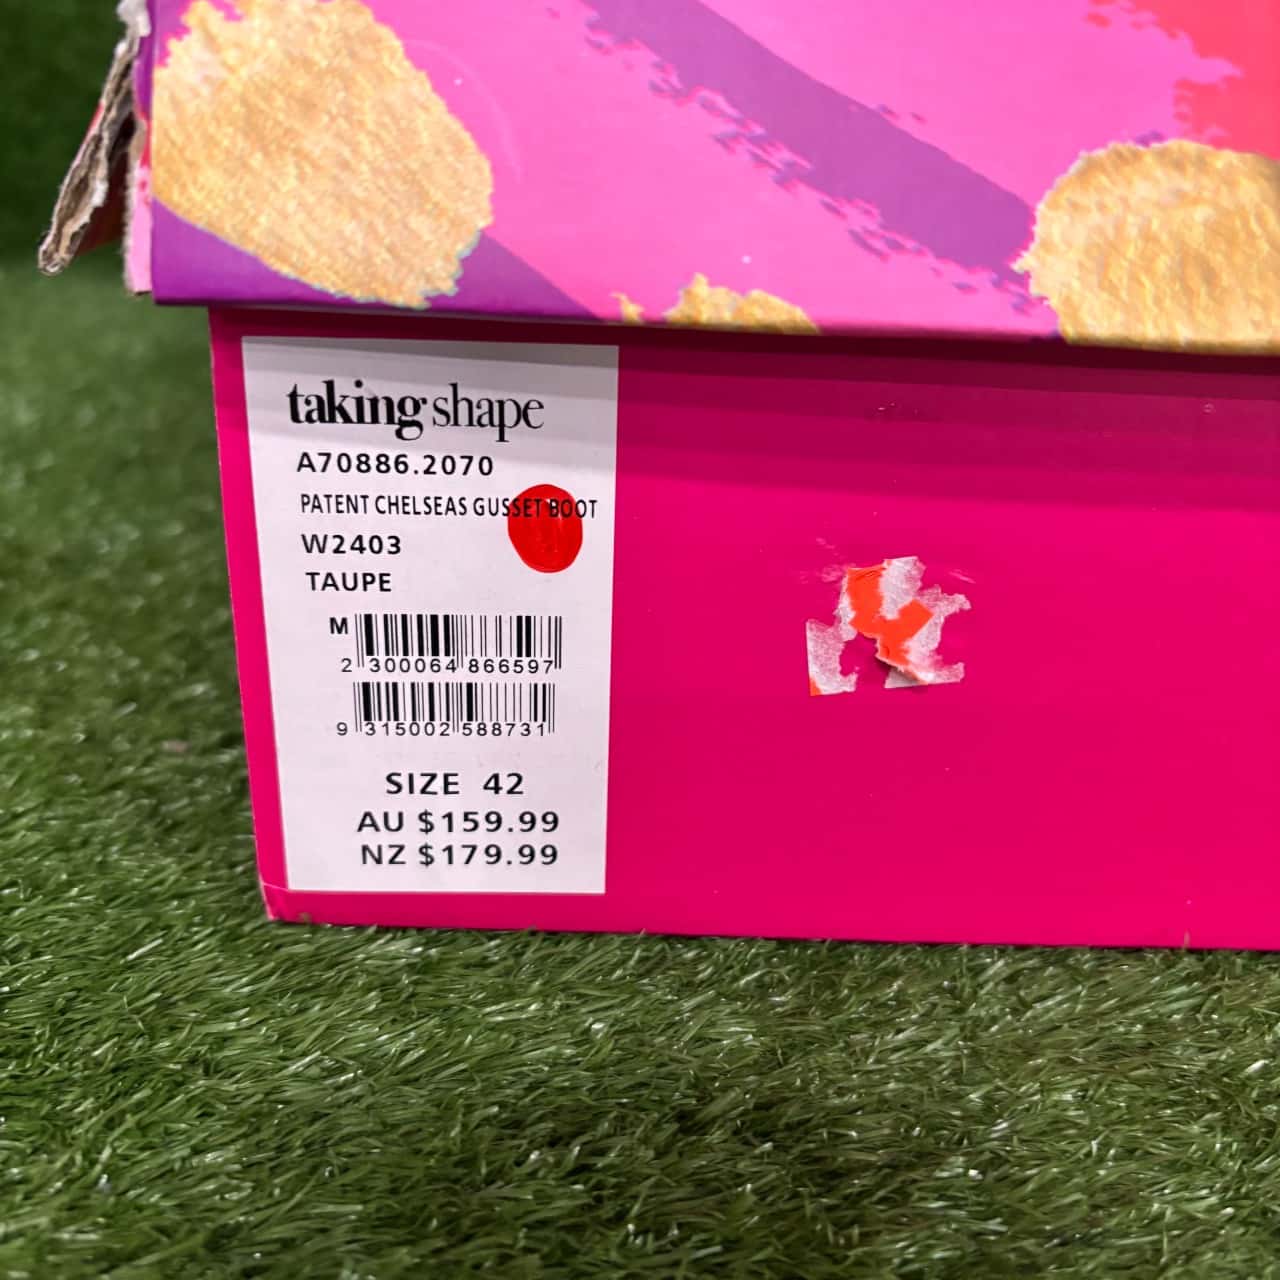 taking shape
A70886.2070
PATENT CHELSEAS GUSSET BOOT
W2403
TAUPE
M
2 300064 866597
9 315002 588731
SIZE 42
AU $159.99
NZ $179.99